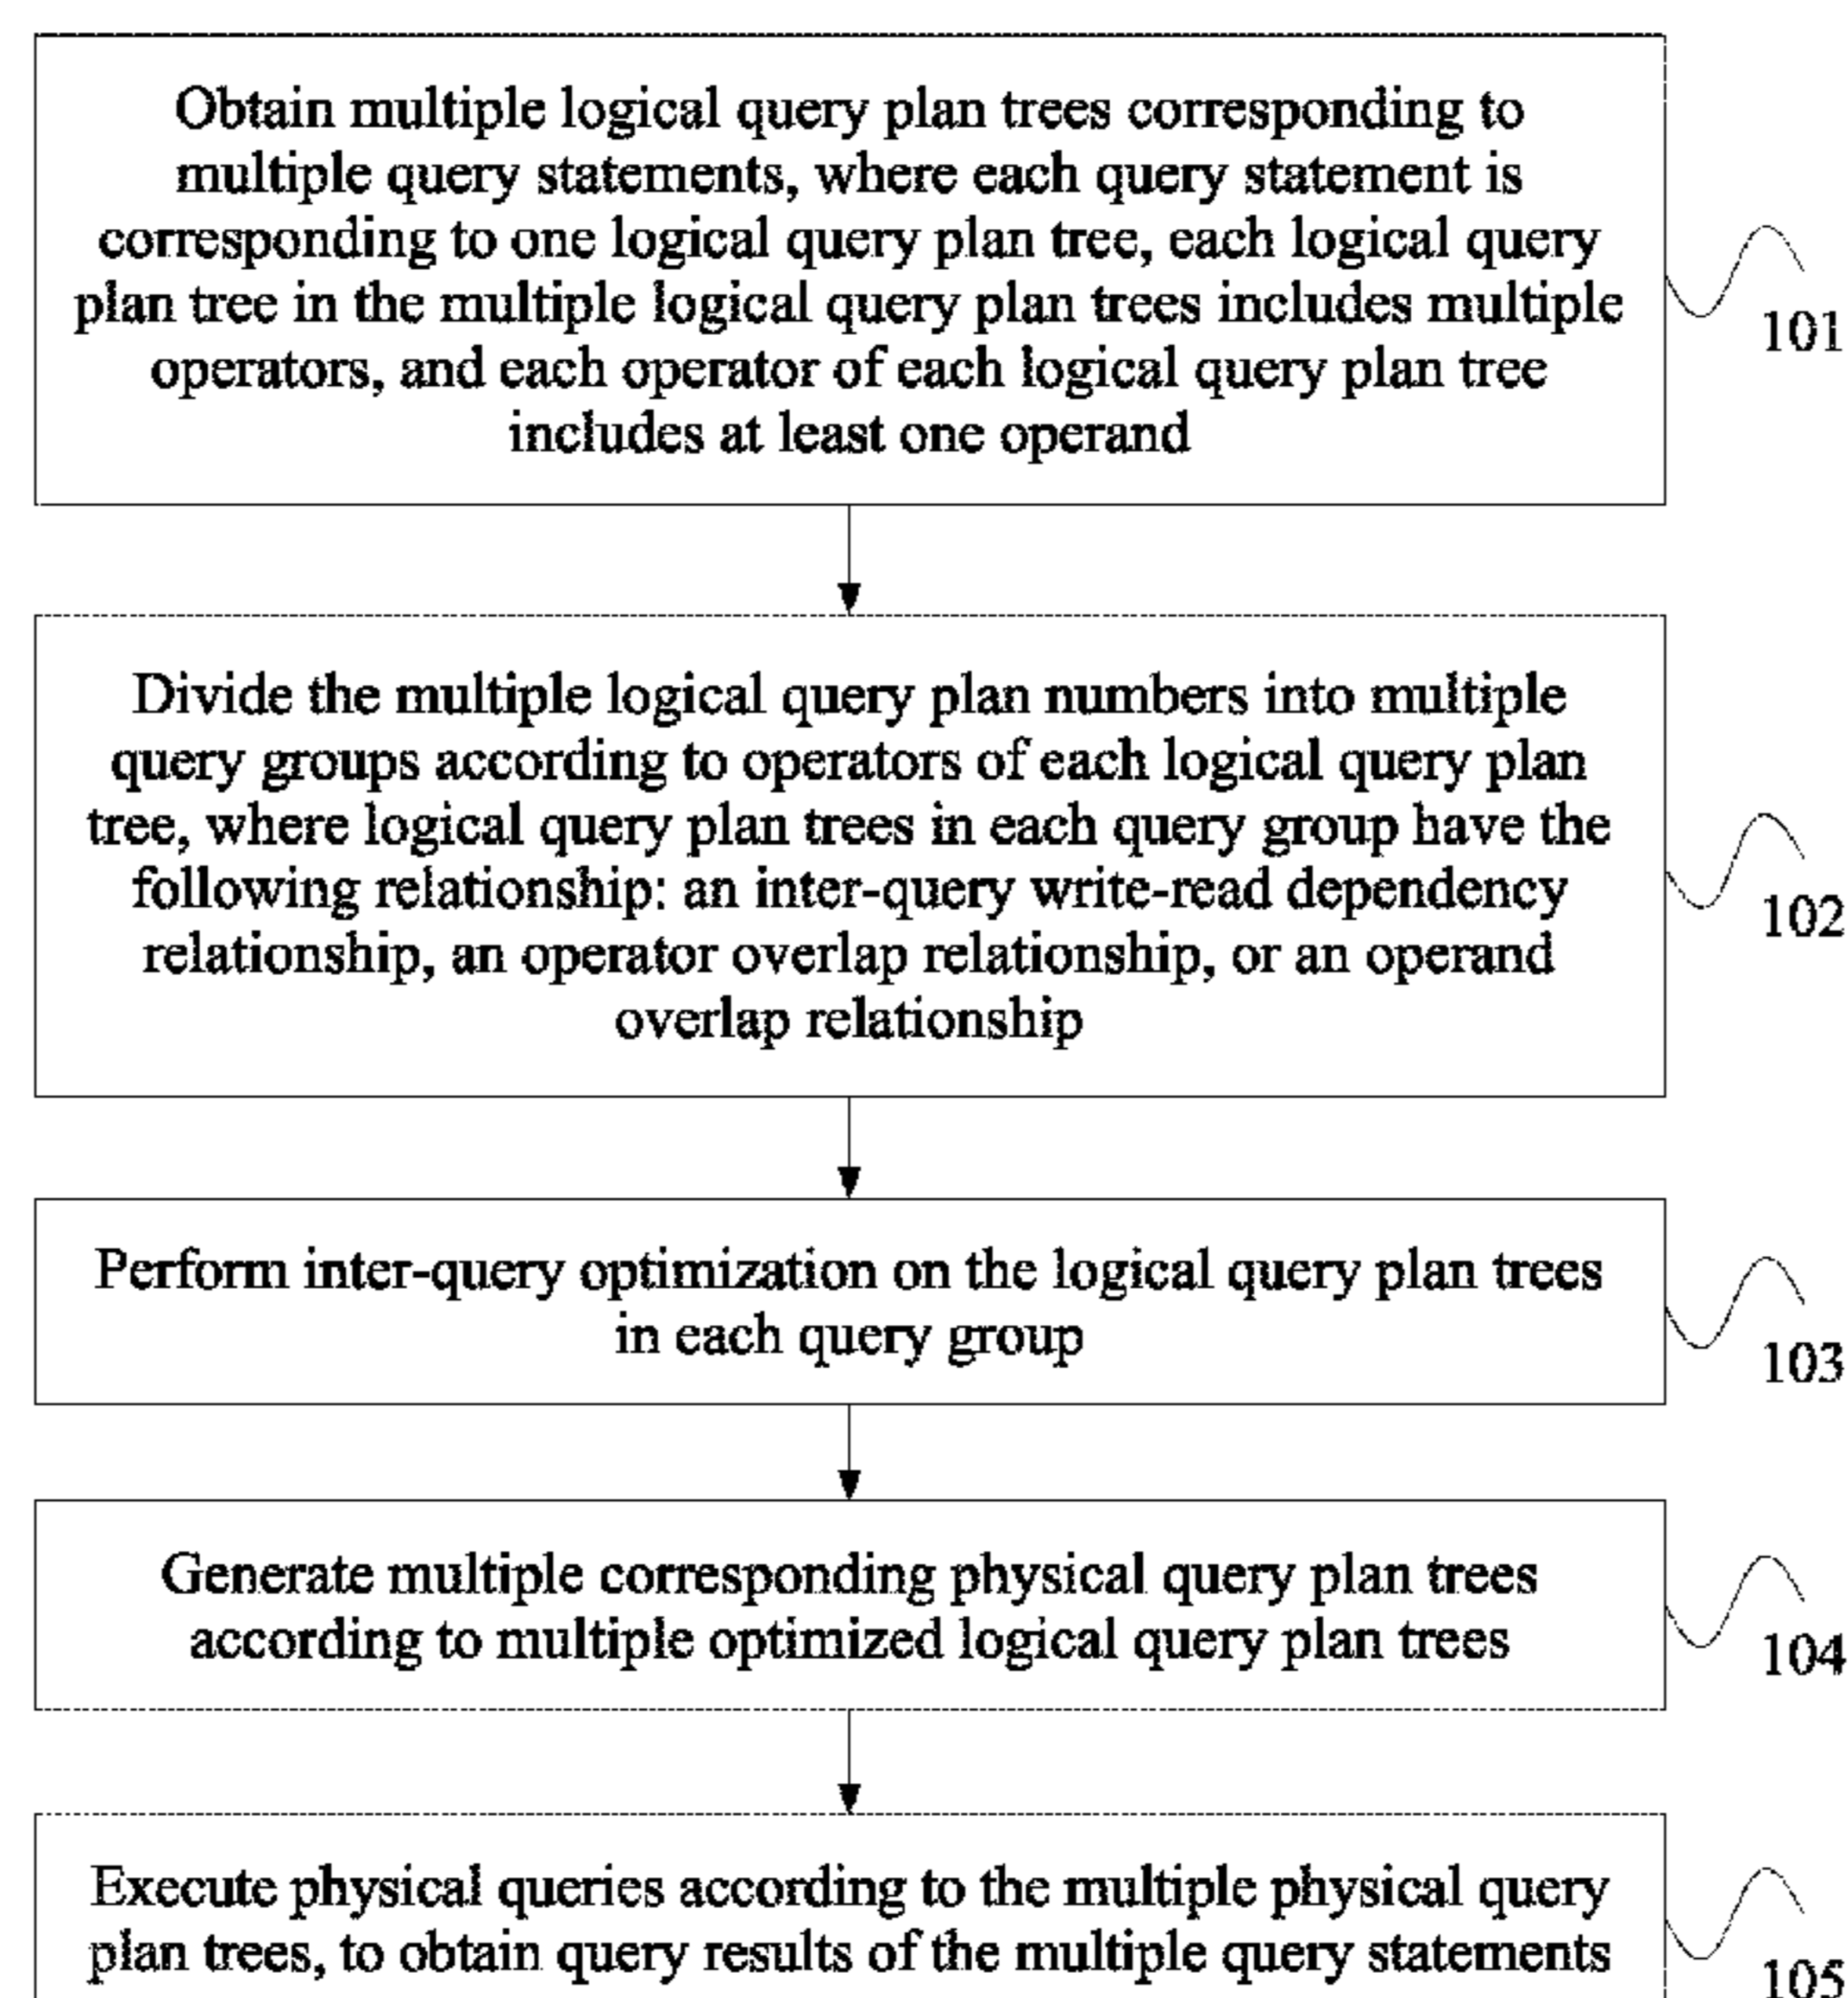 Obtain multiple logical query plan trees corresponding to
multiple query statements, where each query statement is
corresponding to one logical query plan tree, each logical query
plan tree in the multiple logical query plan trees includes multiple
operators, and each operator of each logical query plan tree
includes at least one operand
101
Divide the multiple logical query plan numbers into multiple
query groups according to operators of each logical query plan
tree, where logical query plan trees in each query group have the
following relationship: an inter-query write-read dependency
relationship, an operator overlap relationship, or an operand
overlap relationship
102
Perform inter-query optimization on the logical query plan trees
in each query group
103
Generate multiple corresponding physical query plan trees
according to multiple optimized logical query plan trees
104
Execute physical queries according to the multiple physical query
plan trees, to obtain query results of the multiple query statements
105